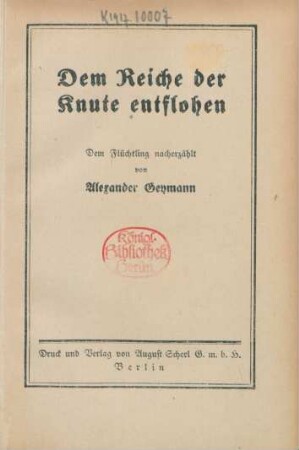 Krieg 10007
Dem Reiche der
Knute entflohen
Dem Flüchtling nacherzählt
von
Alexander Geymann
Königl.
Bibliothek
Berlin
Druck und Verlag von August Scherl G. m. b. H.
Berlin